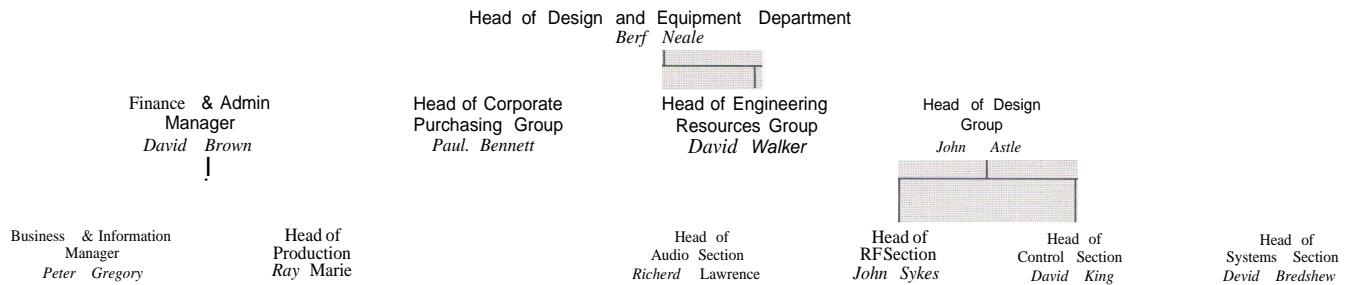 Head of Design and Equipment Department
Berf Neale
Finance & Admin
Manager
David Brown
Head of Corporate
Purchasing Group
Paul. Bennett
Head of Engineering
Resources Group
David Walker
Head of Design
Group
John Astle
Business & Information
Manager
Peter Gregory
Head of
Production
Ray Marie
Head of
Audio Section
Richerd Lawrence
Head of
RFSection
John Sykes
Head of
Control Section
David King
Head of
Systems Section
Devid Bredshew